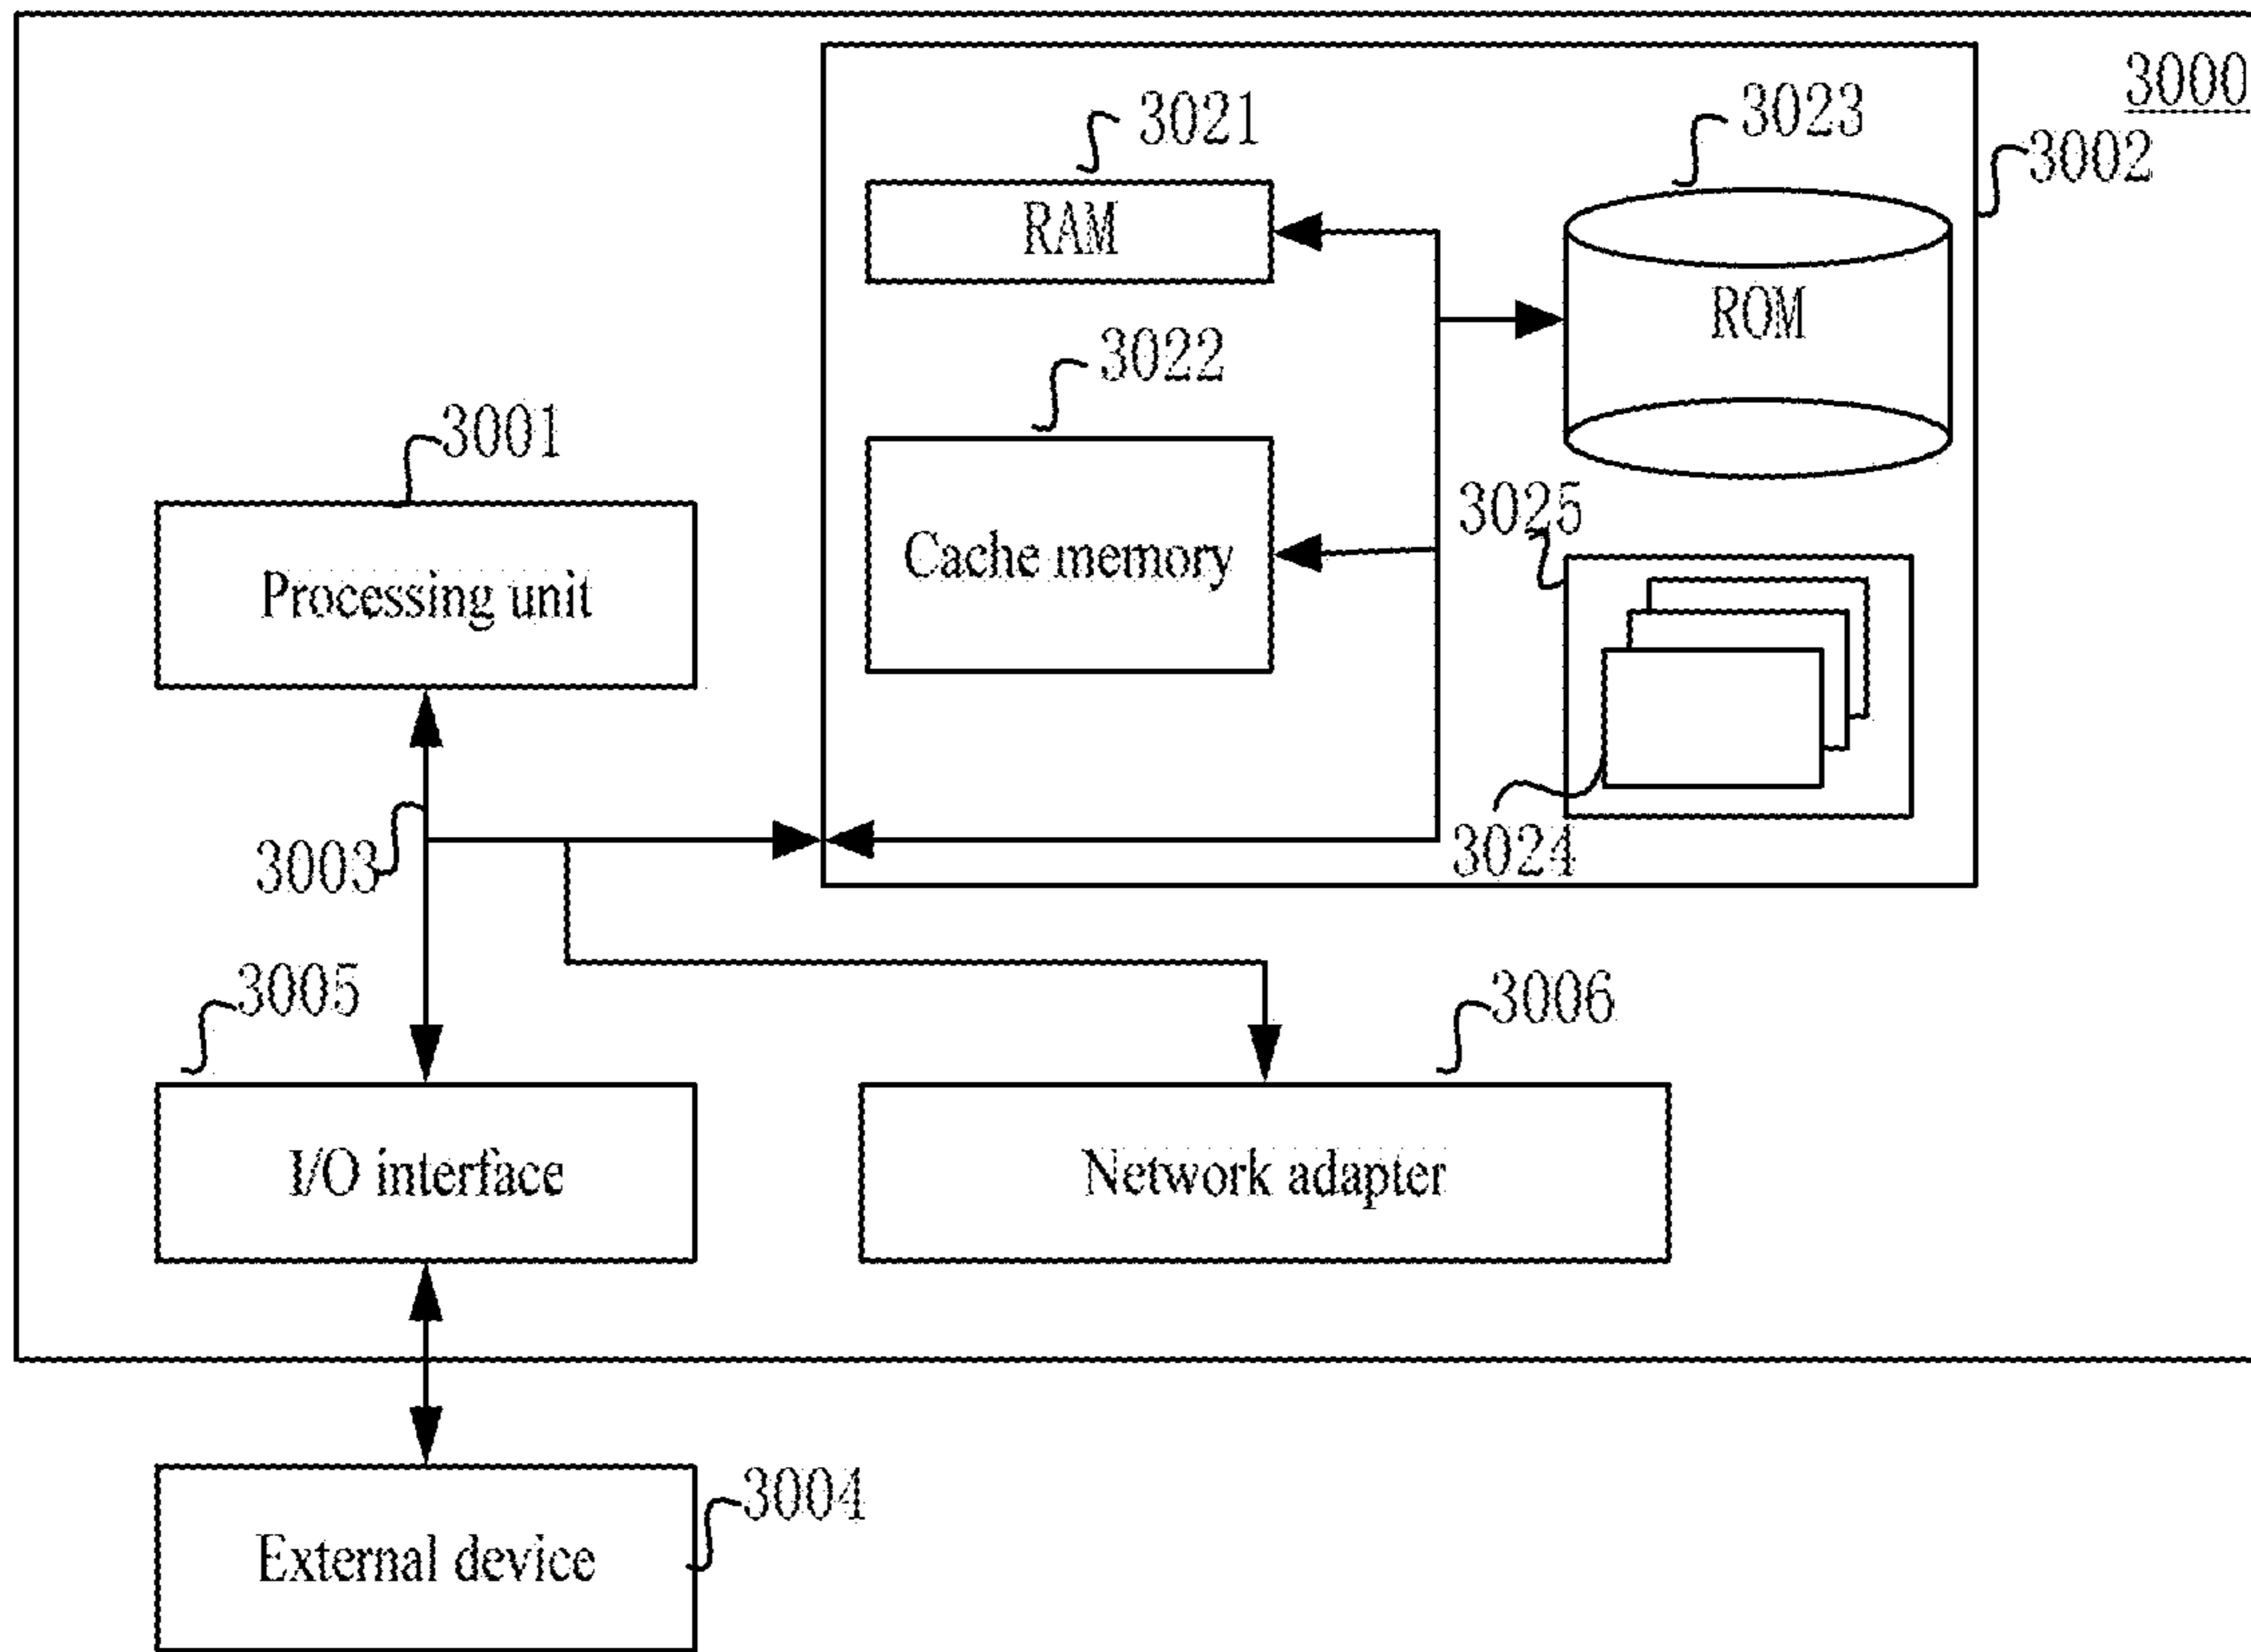 3000
3021
3023
3002
RAM
ROM
3022
3001
3025
Cache memory
Processing unit
3003
3024
3005
3006
I/O interface
Network adapter
3004
External device